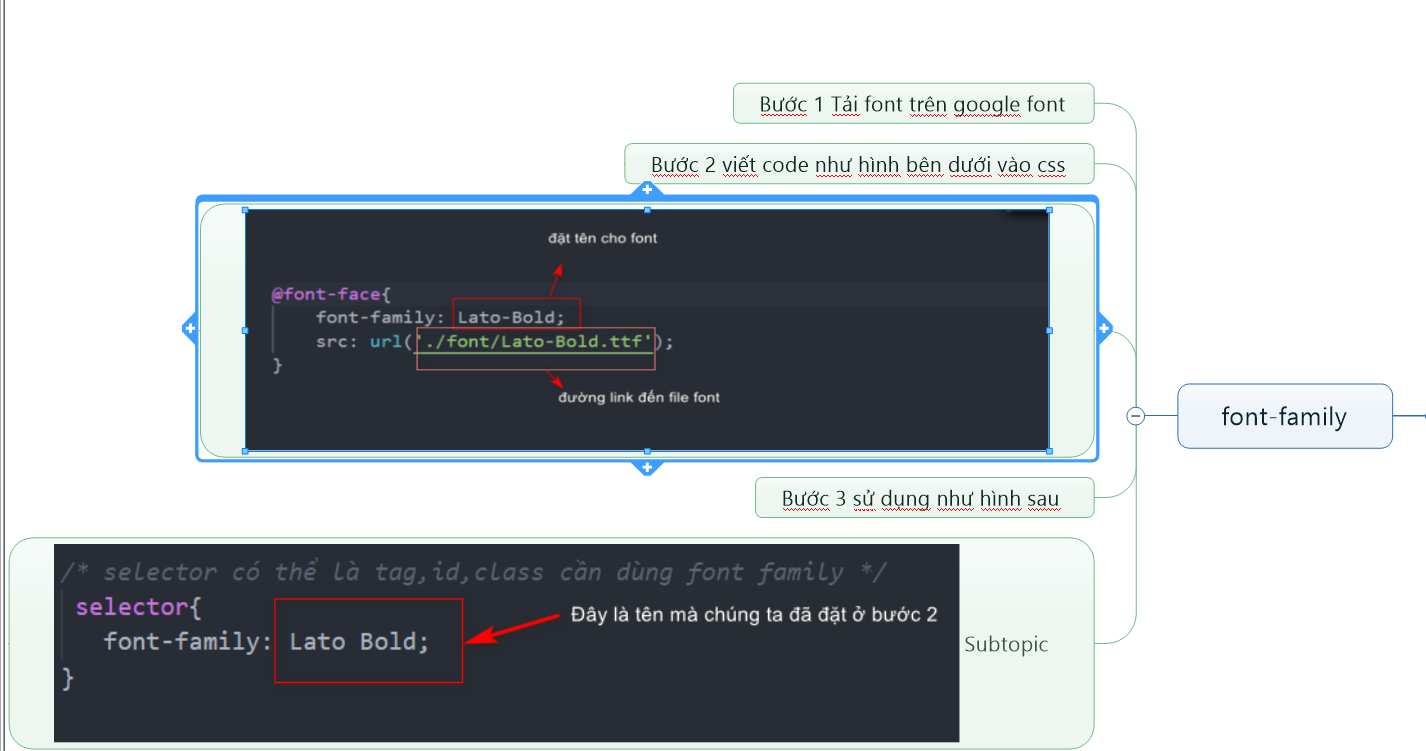 Bước 1 Tải font trên google font
Bước 2 viết code như hình bên dưới vào css
đặt tên cho font
@font-face{
font-family: Lato-Bold;
src: url('./font/Lato-Bold.ttf');
}
đường link đến file font
font-family
Bước 3 sử dụng như hình sau
/* selector có thể là tag,id,class cần dùng font family */
selector{
font-family: Lato Bold;
}
Đây là tên mà chúng ta đã đặt ở bước 2
Subtopic